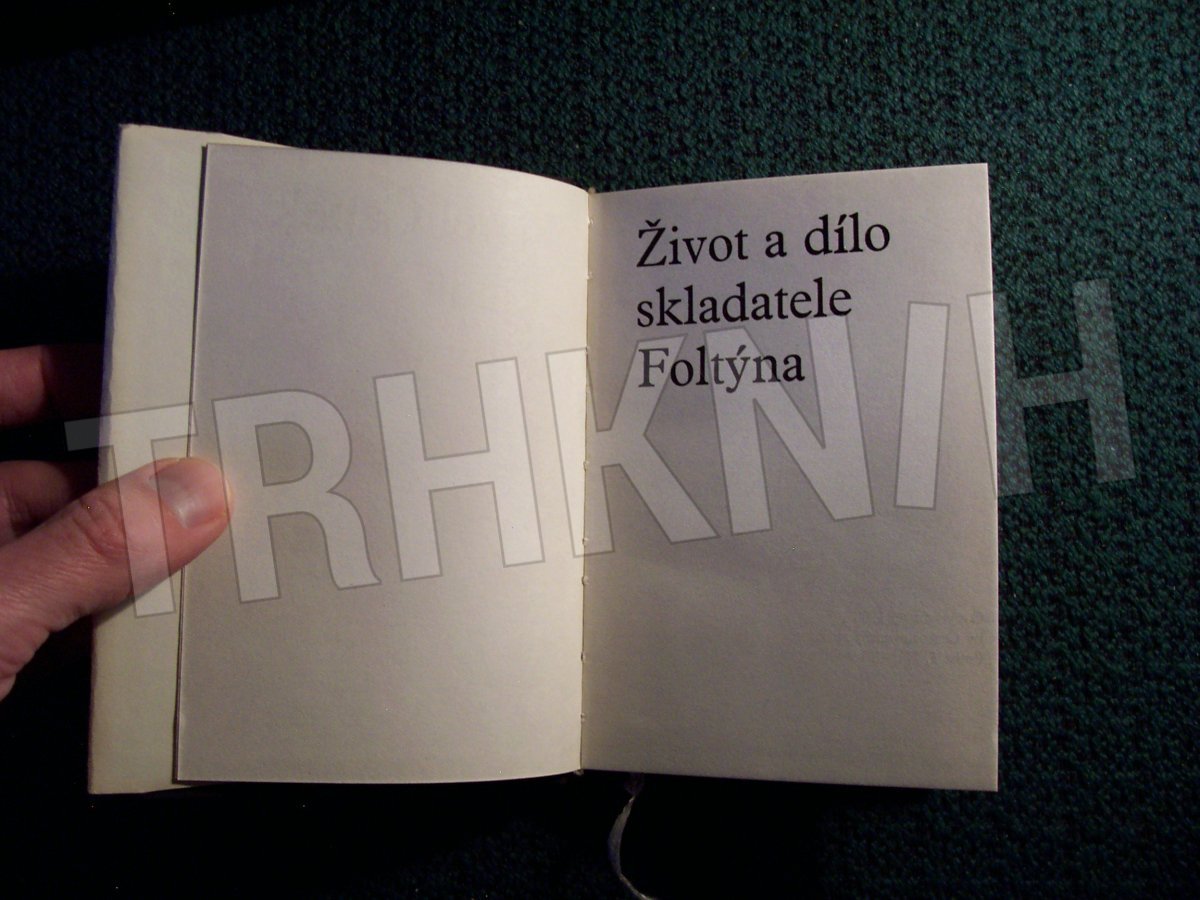 Život a dílo
skladatele
Foltýna
TRHKNIH